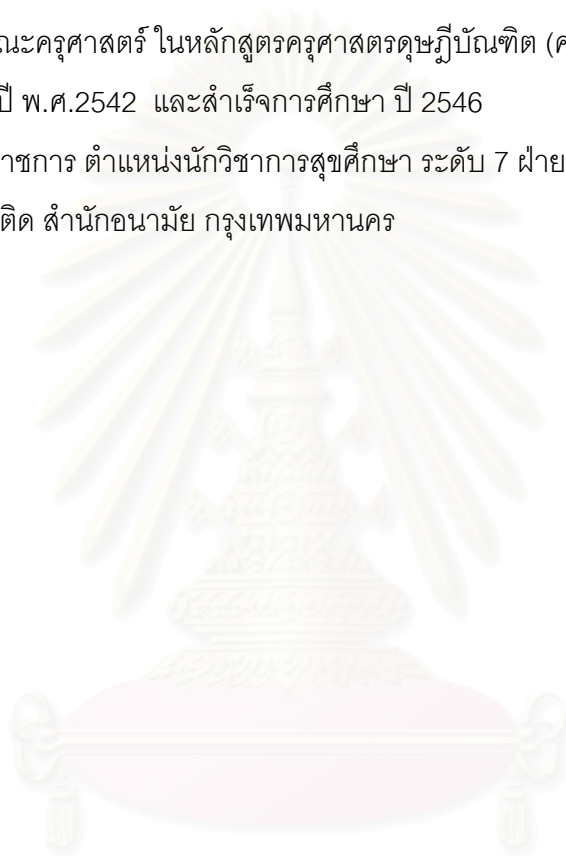 ณะครุศาสตร์ ในหลักสูตรครุศาสตรดุษฎีบัณฑิต (ค
ปี พ.ศ.2542 และสำเร็จการศึกษา ปี 2546
าชการ ตำแหน่งนักวิชาการสุขศึกษา ระดับ 7 ฝ่าย
ติด สำนักอนามัย กรุงเทพมหานคร